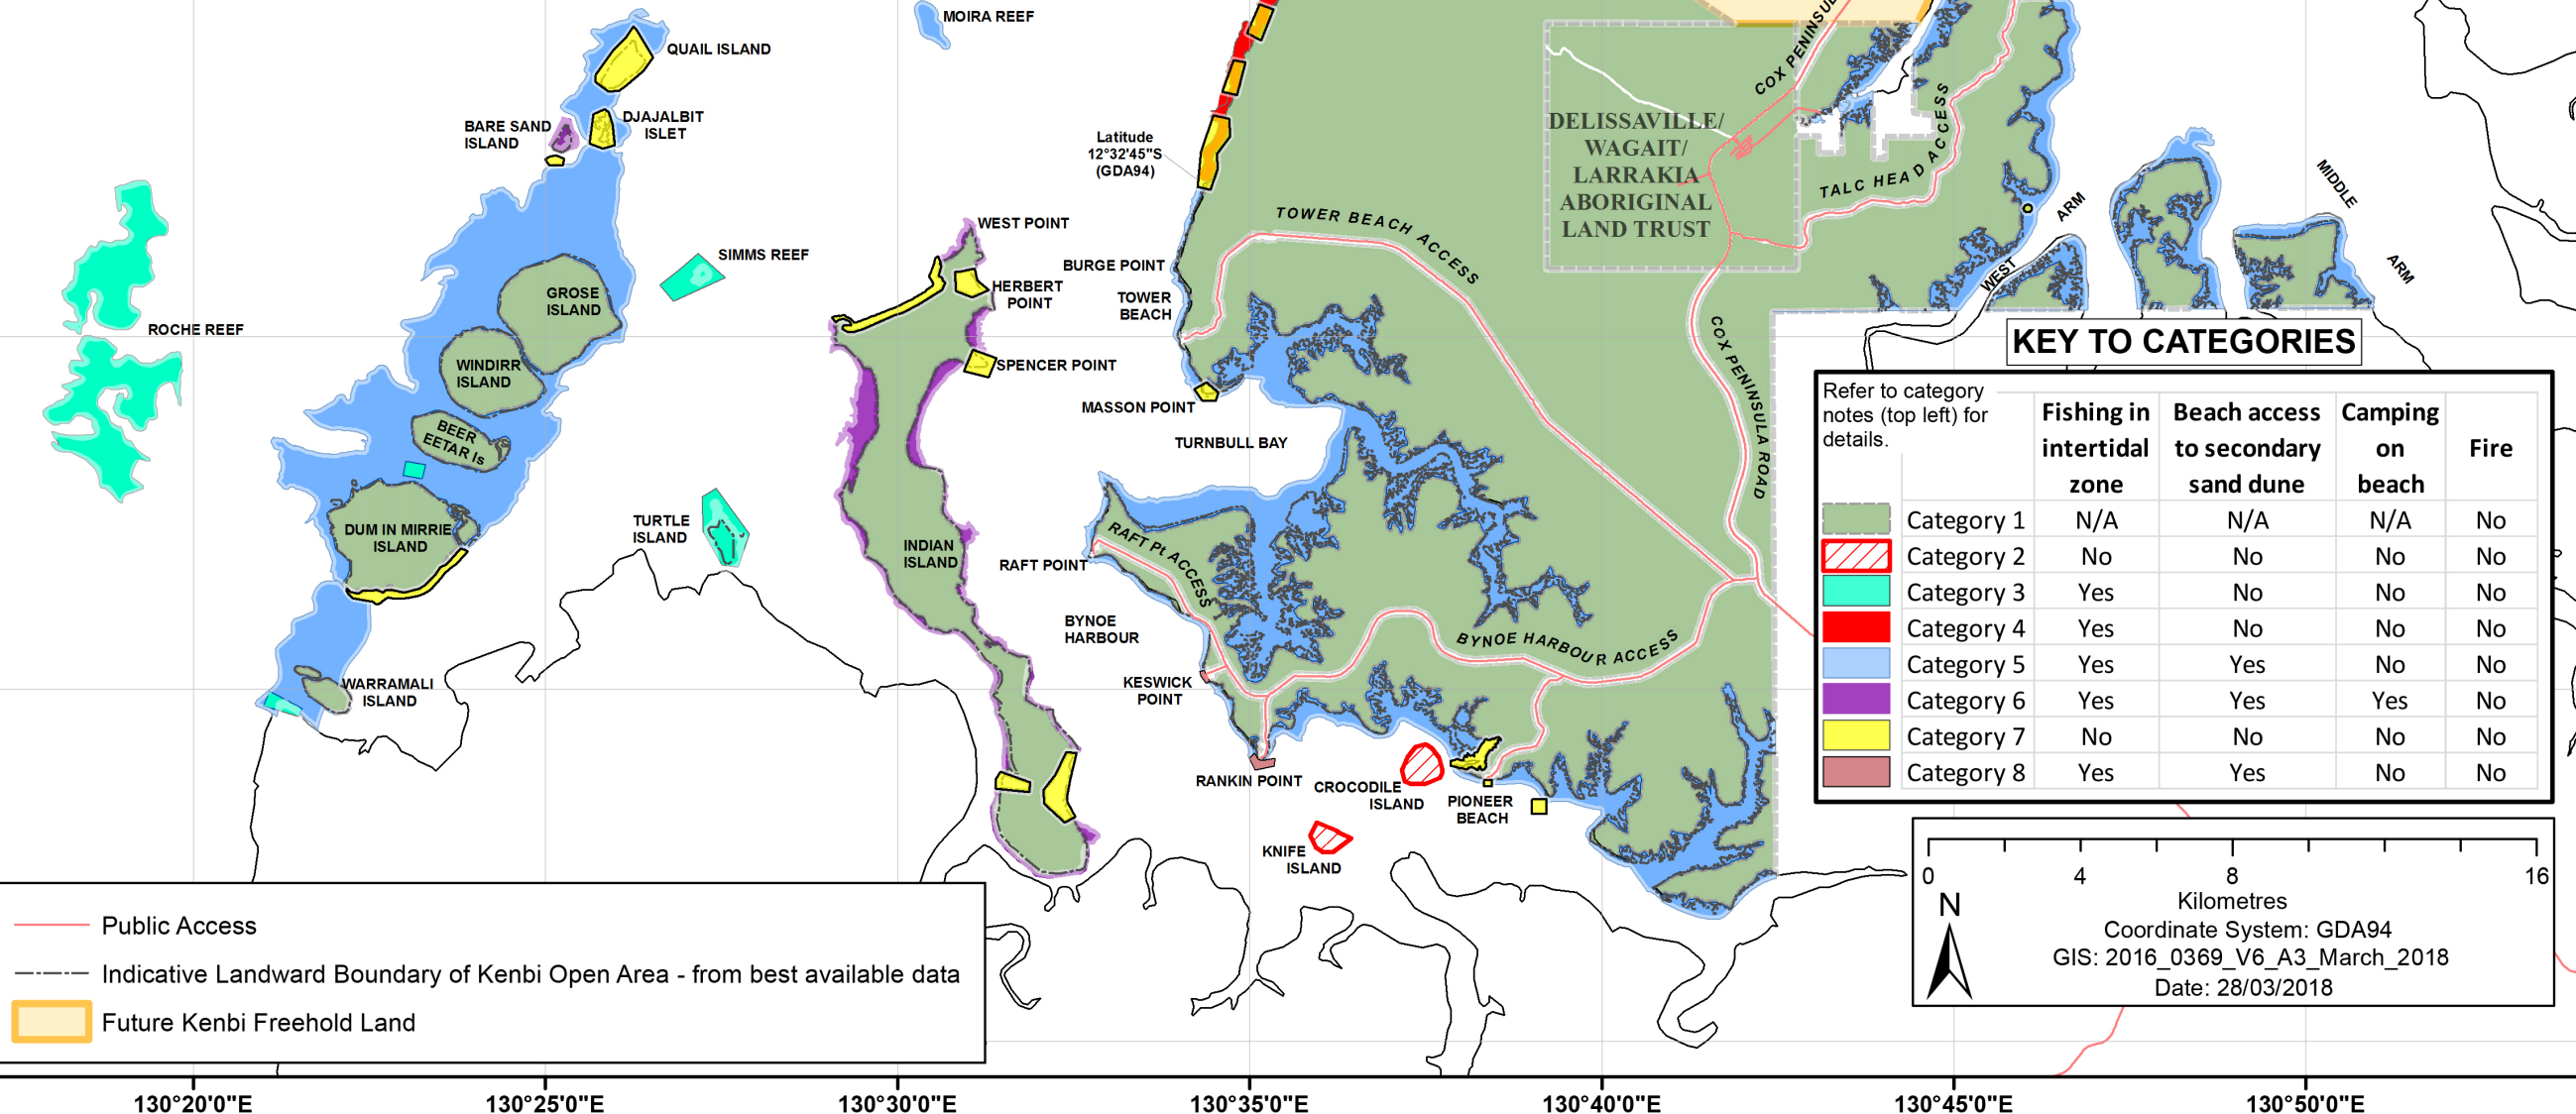 MOIRA REEF
QUAIL ISLAND
COX PENINSUL
DJAJALBIT
ISLET
BARE SAND
ISLAND
Latitude
12°32'45"S
(GDA94)
DELISSAVILLE/
WAGAIT/
LARRAKIA
ABORIGINAL
LAND TRUST
TALC HEAD ACCESS
MIDDLE
ARM
WEST
ARM
WEST POINT
TOWER BEACH ACCESS
SIMMS REEF
BURGE POINT
HERBERT
POINT
TOWER
BEACH
GROSE
ISLAND
ROCHE REEF
COX PENINSULA ROAD
WINDIRR
ISLAND
SPENCER POINT
MASSON POINT
BEER
EETAR Is
TURNBULL BAY
DUM IN MIRRIE
ISLAND
TURTLE
ISLAND
INDIAN
ISLAND
RAFT Pt ACCESS
RAFT POINT
BYNOE
HARBOUR
BYNOE HARBOUR ACCESS
WARRAMALI
ISLAND
KESWICK
POINT
RANKIN POINT
CROCODILE
ISLAND
PIONEER
BEACH
KNIFE
ISLAND
KEY TO CATEGORIES
Refer to category
notes (top left) for
details.
Fishing in
intertidal
zone
Beach access
to secondary
sand dune
Camping
on
beach
Fire
Category 1 N/A N/A N/A No
Category 2 No No No No
Category 3 Yes No No No
Category 4 Yes No No No
Category 5 Yes Yes No No
Category 6 Yes Yes Yes No
Category 7 No No No No
Category 8 Yes Yes No No
0 4 8 16
Kilometres
N
Coordinate System: GDA94
GIS: 2016_0369_V6_A3_March_2018
Date: 28/03/2018
Public Access
Indicative Landward Boundary of Kenbi Open Area - from best available data
Future Kenbi Freehold Land
130°20'0"E 130°25'0"E 130°30'0"E 130°35'0"E 130°40'0"E 130°45'0"E 130°50'0"E